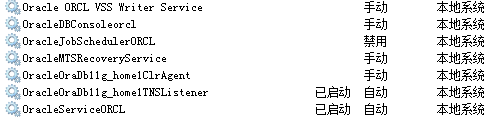 Oracle ORCL VSS Writer Service 手动 本地系统
OracleDBConsoleorcl 手动 本地系统
OracleJobSchedulerORCL 禁用 本地系统
OracleMTSRecoveryService 手动 本地系统
OracleOraDb11g_home1ClrAgent 手动 本地系统
OracleOraDb11g_home1TNSListener 已启动 自动 本地系统
OracleServiceORCL 已启动 自动 本地系统